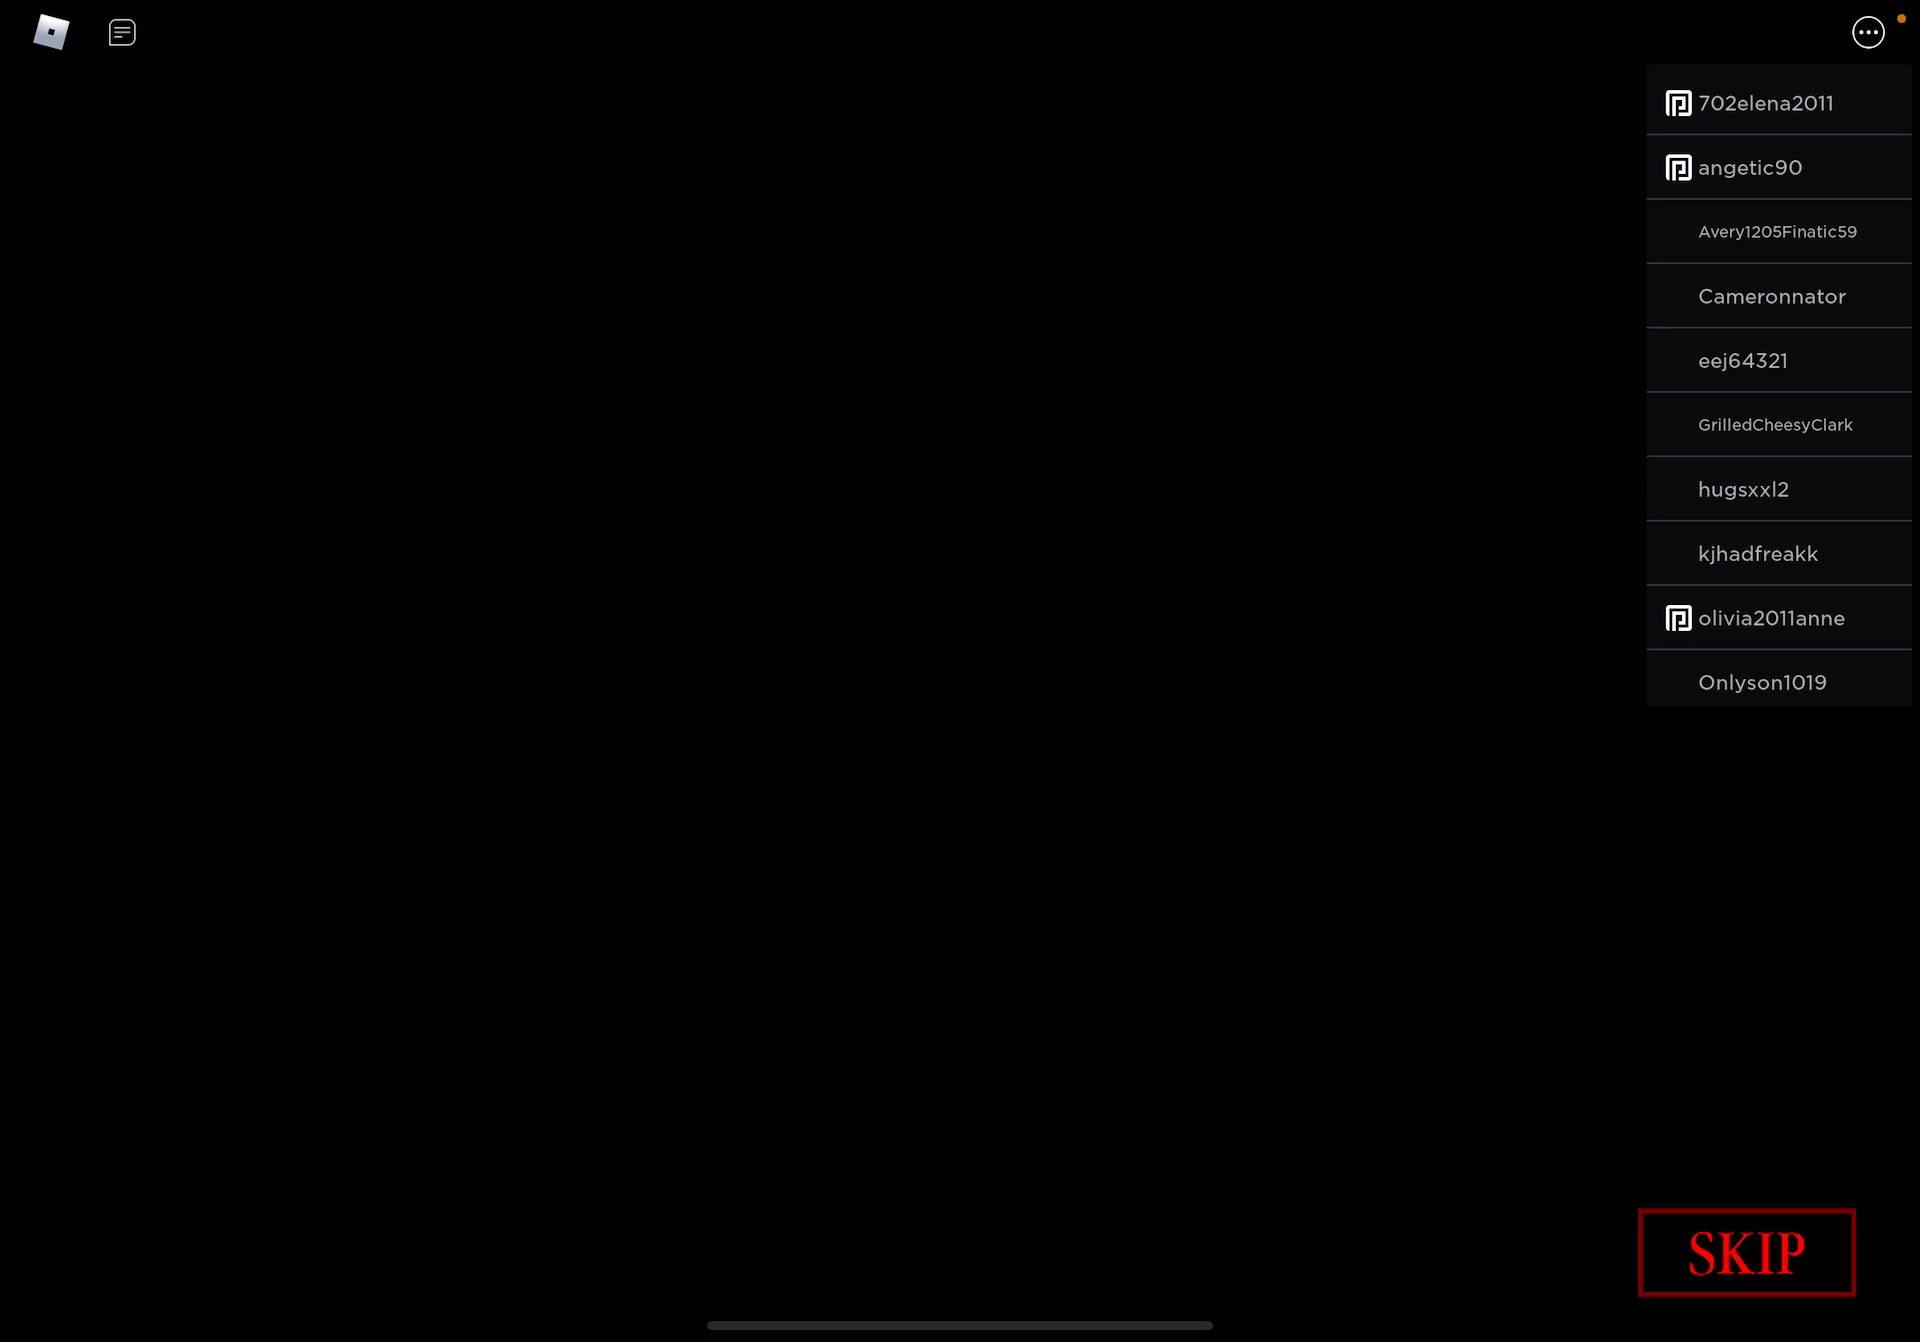 702elena2011
angetic90
Avery1205Finatic59
Cameronnator
eej64321
GrilledCheesyClark
hugsxxl2
kjhadfreakk
olivia2011anne
Onlyson1019
SKIP